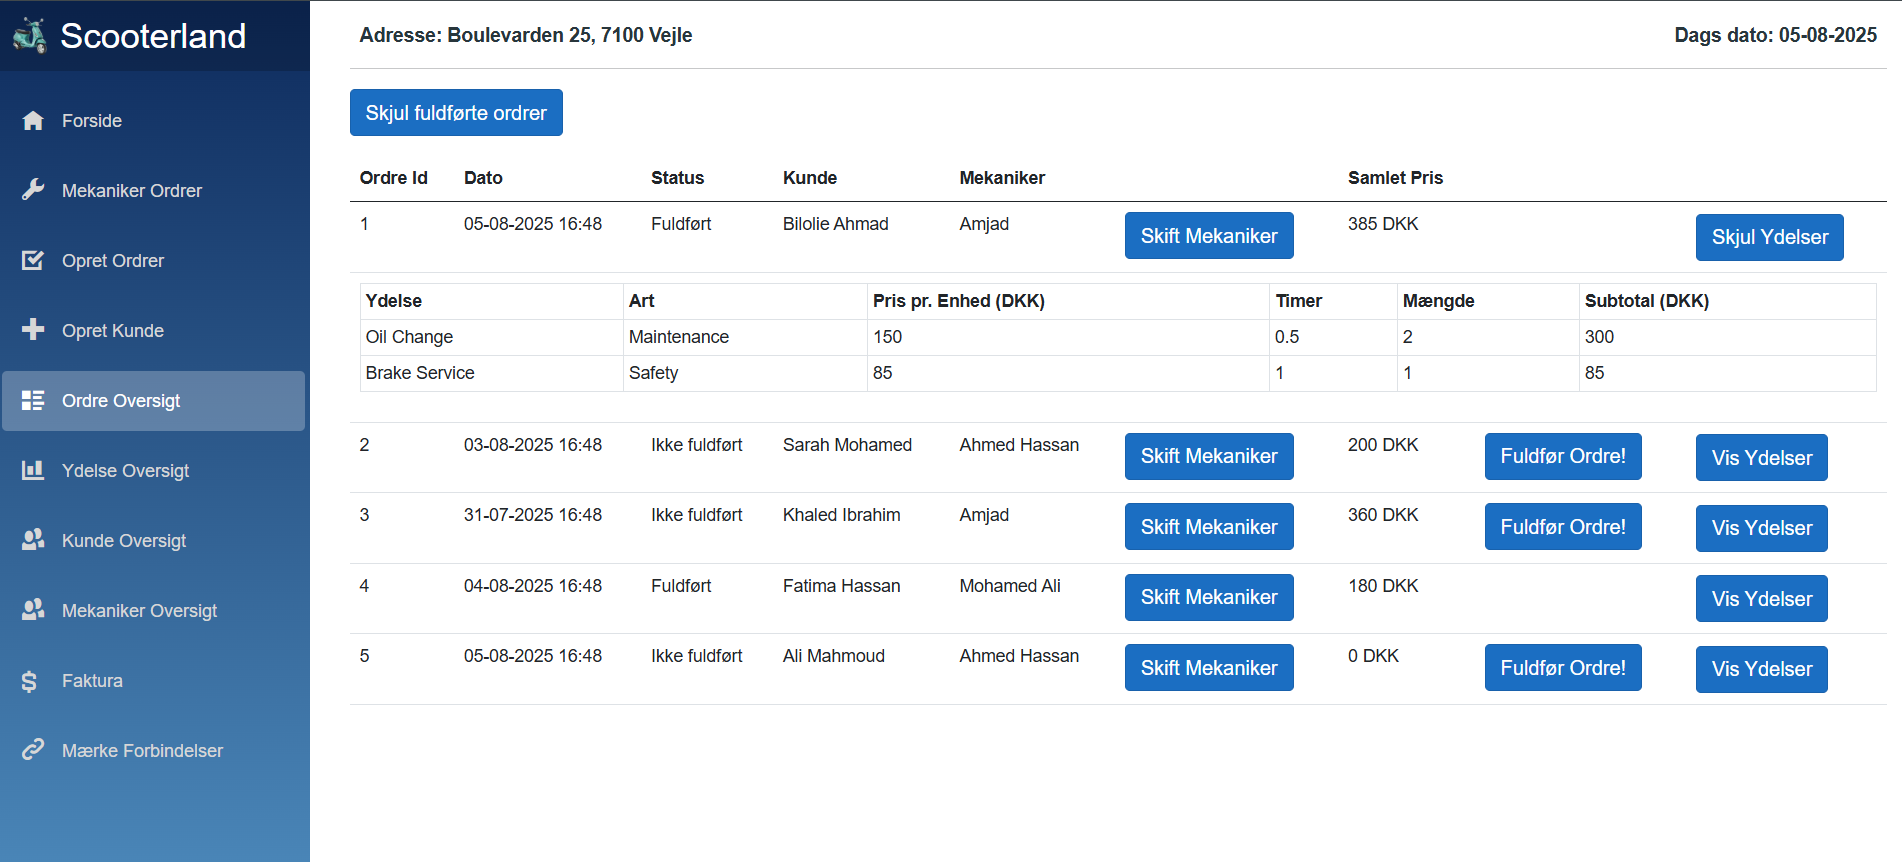 Scooterland
Adresse: Boulevarden 25, 7100 Vejle
Dags dato: 05-08-2025
Forside
Mekaniker Ordrer
Opret Ordrer
Opret Kunde
Ordre Oversigt
Ydelse Oversigt
Kunde Oversigt
Mekaniker Oversigt
Faktura
Mærke Forbindelser
Skjul fuldførte ordrer
Ordre Id Dato Status Kunde Mekaniker Samlet Pris
1 05-08-2025 16:48 Fuldført Bilolie Ahmad Amjad Skift Mekaniker 385 DKK Skjul Ydelser
Ydelse Art Pris pr. Enhed (DKK) Timer Mængde Subtotal (DKK)
Oil Change Maintenance 150 0.5 2 300
Brake Service Safety 85 1 1 85
2 03-08-2025 16:48 Ikke fuldført Sarah Mohamed Ahmed Hassan Skift Mekaniker 200 DKK Fuldfør Ordre! Vis Ydelser
3 31-07-2025 16:48 Ikke fuldført Khaled Ibrahim Amjad Skift Mekaniker 360 DKK Fuldfør Ordre! Vis Ydelser
4 04-08-2025 16:48 Fuldført Fatima Hassan Mohamed Ali Skift Mekaniker 180 DKK Vis Ydelser
5 05-08-2025 16:48 Ikke fuldført Ali Mahmoud Ahmed Hassan Skift Mekaniker 0 DKK Fuldfør Ordre! Vis Ydelser